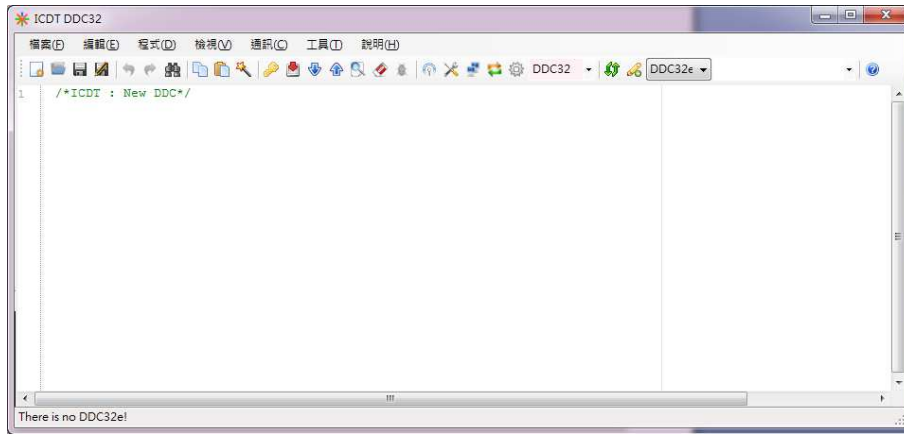 ICDT DDC32
檔案(F) 編輯(E) 程式(D) 檢視(V) 通訊(C) 工具(T) 說明(H)
DDC32 DDC32e
1 /*ICDT : New DDC*/
There is no DDC32e!